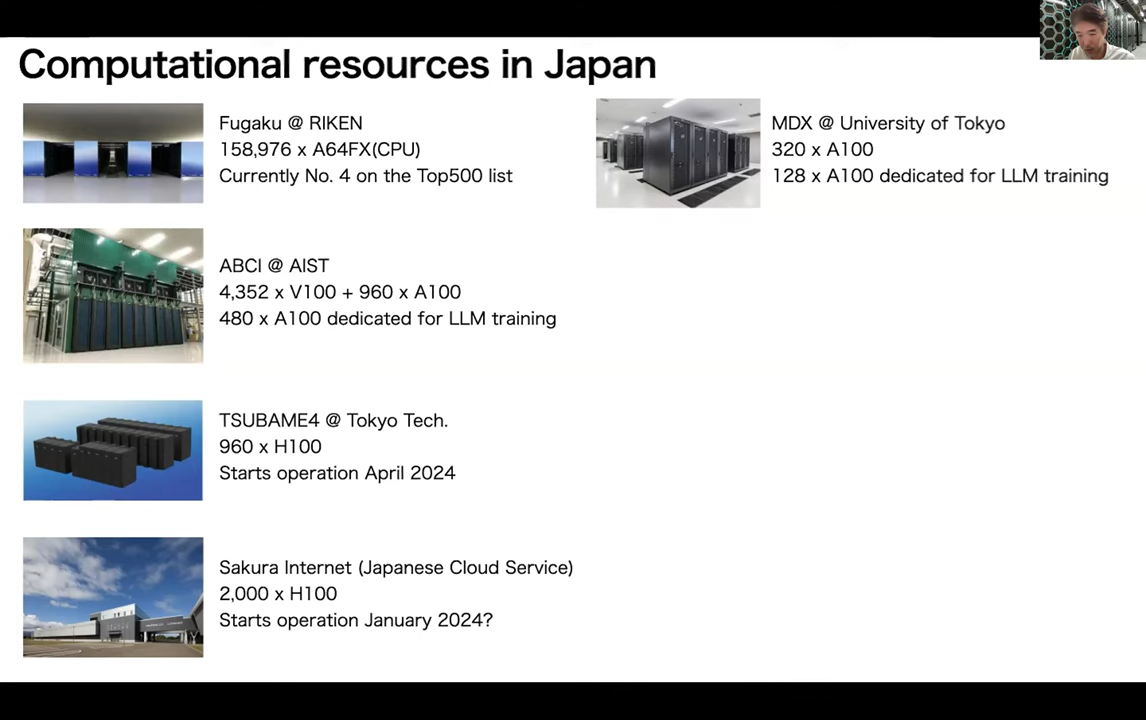 Computational resources in Japan
Fugaku @ RIKEN
158,976 x A64FX(CPU)
Currently No. 4 on the Top500 list
MDX @ University of Tokyo
320 x A100
128 x A100 dedicated for LLM training
ABCI @ AIST
4,352 x V100 + 960 x A100
480 x A100 dedicated for LLM training
TSUBAME4 @ Tokyo Tech.
960 x H100
Starts operation April 2024
Sakura Internet (Japanese Cloud Service)
2,000 x H100
Starts operation January 2024?